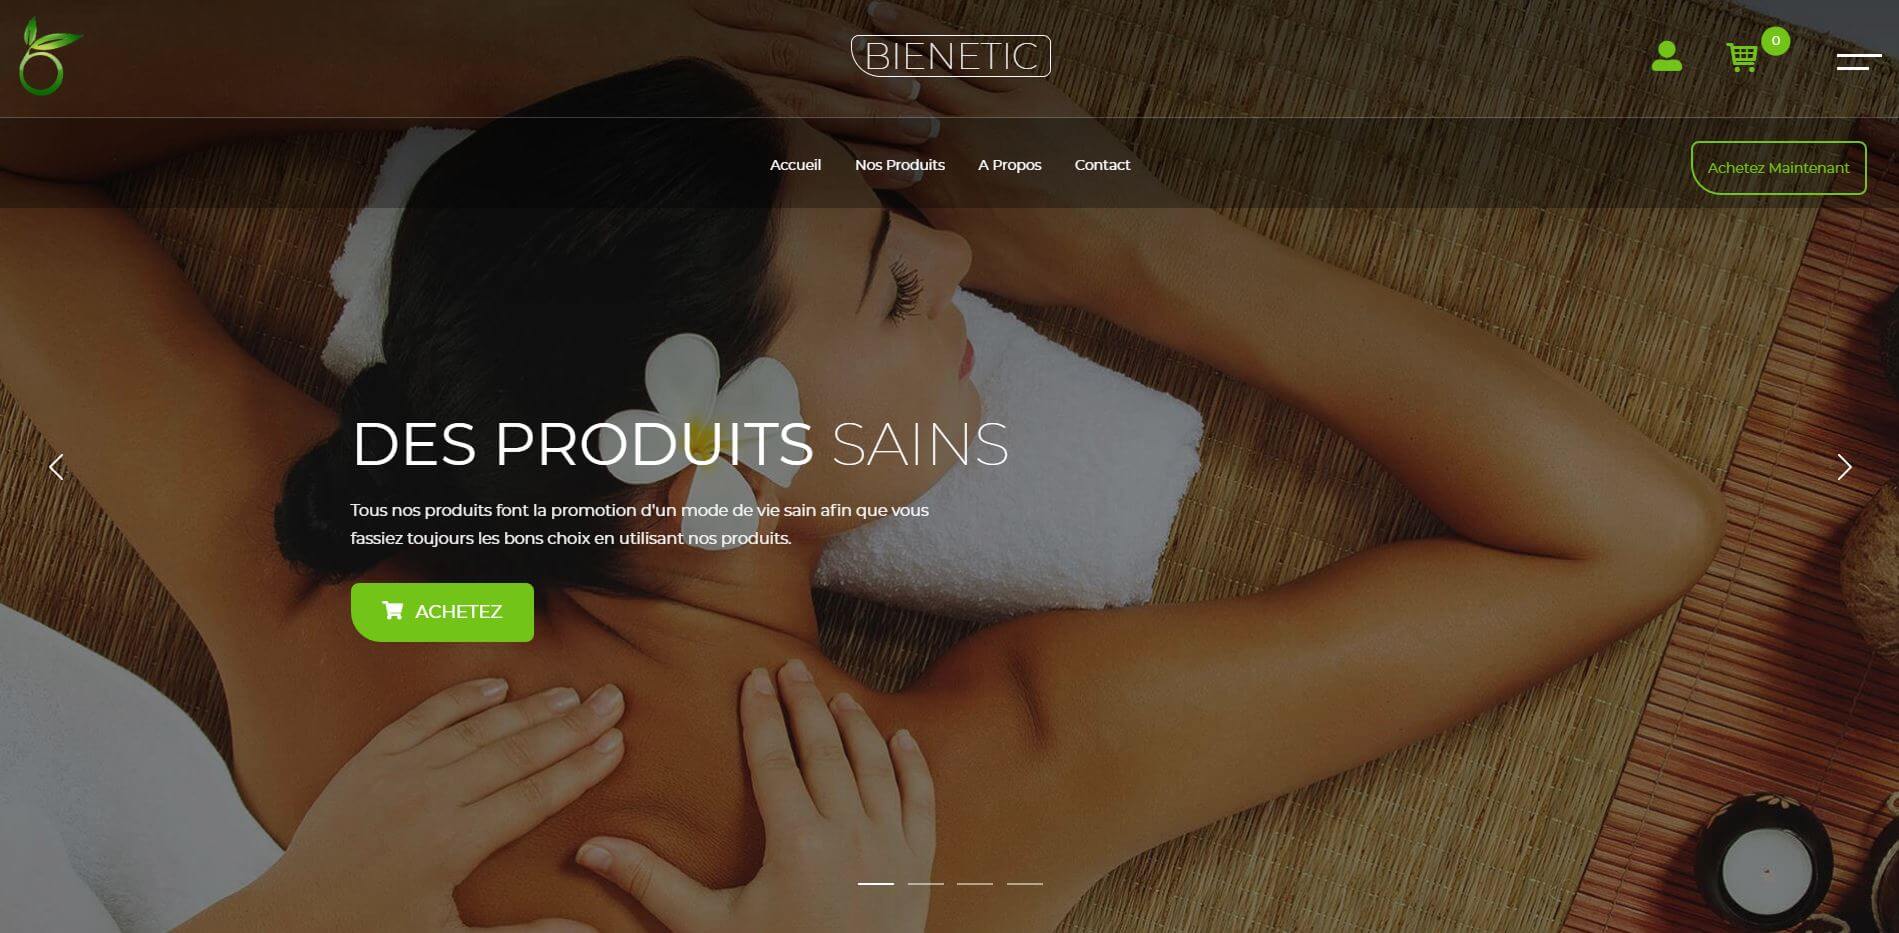 BIENETIC
0
Accueil
Nos Produits
A Propos
Contact
Achetez Maintenant
DES PRODUITS SAINS
Tous nos produits font la promotion d'un mode de vie sain afin que vous
fassiez toujours les bons choix en utilisant nos produits.
ACHETEZ